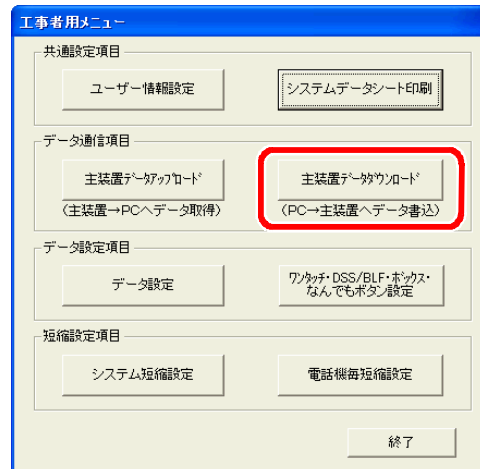 工事者用ﾒﾆｭｰ
共通設定項目
ユーザー情報設定
システムデータシート印刷
データ通信項目
主装置ﾃﾞｰﾀｱｯﾌﾟﾛｰﾄﾞ
主装置ﾃﾞｰﾀﾀﾞｳﾝﾛｰﾄﾞ
(主装置→PCへデータ取得)
(PC→主装置へデータ書込)
データ設定項目
データ設定
ﾜﾝﾀｯﾁ・DSS/BLF・ﾎﾞｯｸｽ・
なんでもボタン設定
短縮設定項目
システム短縮設定
電話機毎短縮設定
終了